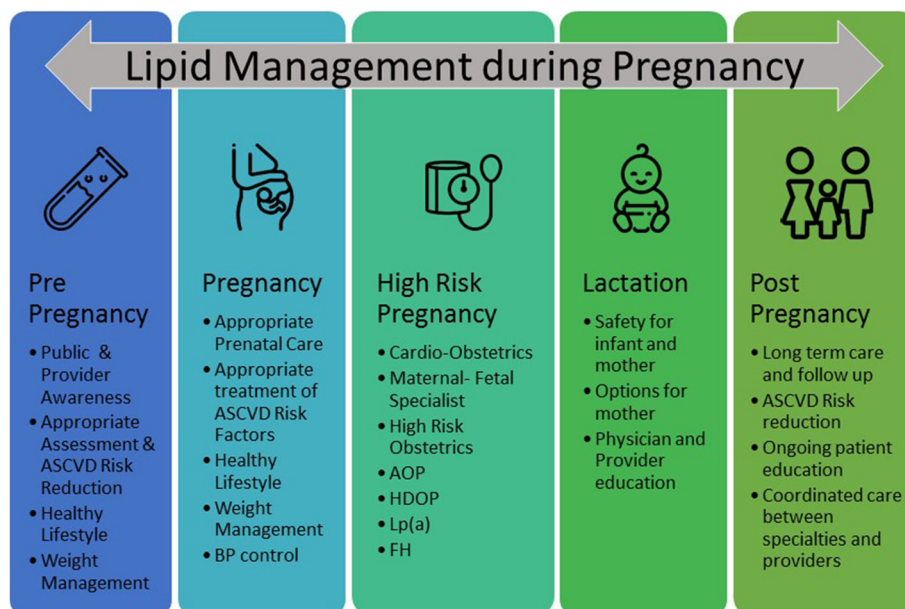 Lipid Management during Pregnancy
Pre
Pregnancy
• Public &
Provider
Awareness
• Appropriate
Assessment &
ASCVD Risk
Reduction
• Healthy
Lifestyle
• Weight
Management
Pregnancy
• Appropriate
Prenatal Care
• Appropriate
treatment of
ASCVD Risk
Factors
• Healthy
Lifestyle
• Weight
Management
• BP control
High Risk
Pregnancy
• Cardio-Obstetrics
• Maternal- Fetal
Specialist
• High Risk
Obstetrics
• AOP
• HDOP
• Lp(a)
• FH
Lactation
• Safety for
infant and
mother
• Options for
mother
• Physician and
Provider
education
Post
Pregnancy
• Long term care
and follow up
• ASCVD Risk
reduction
• Ongoing patient
education
• Coordinated care
between
specialties and
providers